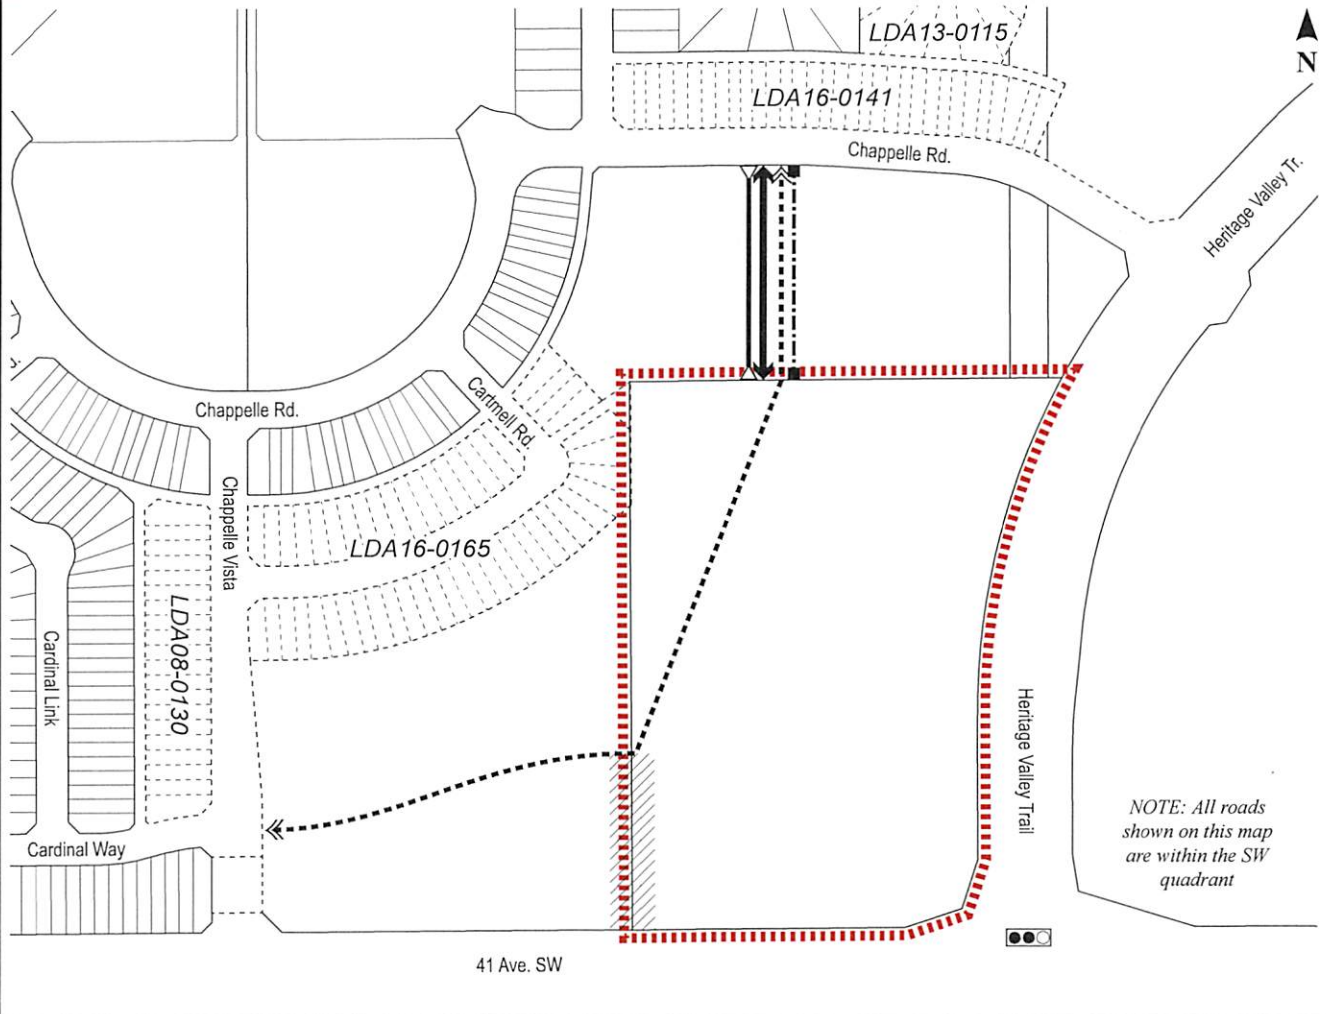 LDA13-0115
N
LDA16-0141
Chappelle Rd.
Heritage Valley Tr.
Chappelle Rd.
Cartmell Rd.
Chappelle Vista
LDA16-0165
LDA08-0130
Cardinal Link
Heritage Valley Trail
NOTE: All roads
shown on this map
are within the SW
quadrant
Cardinal Way
41 Ave. SW